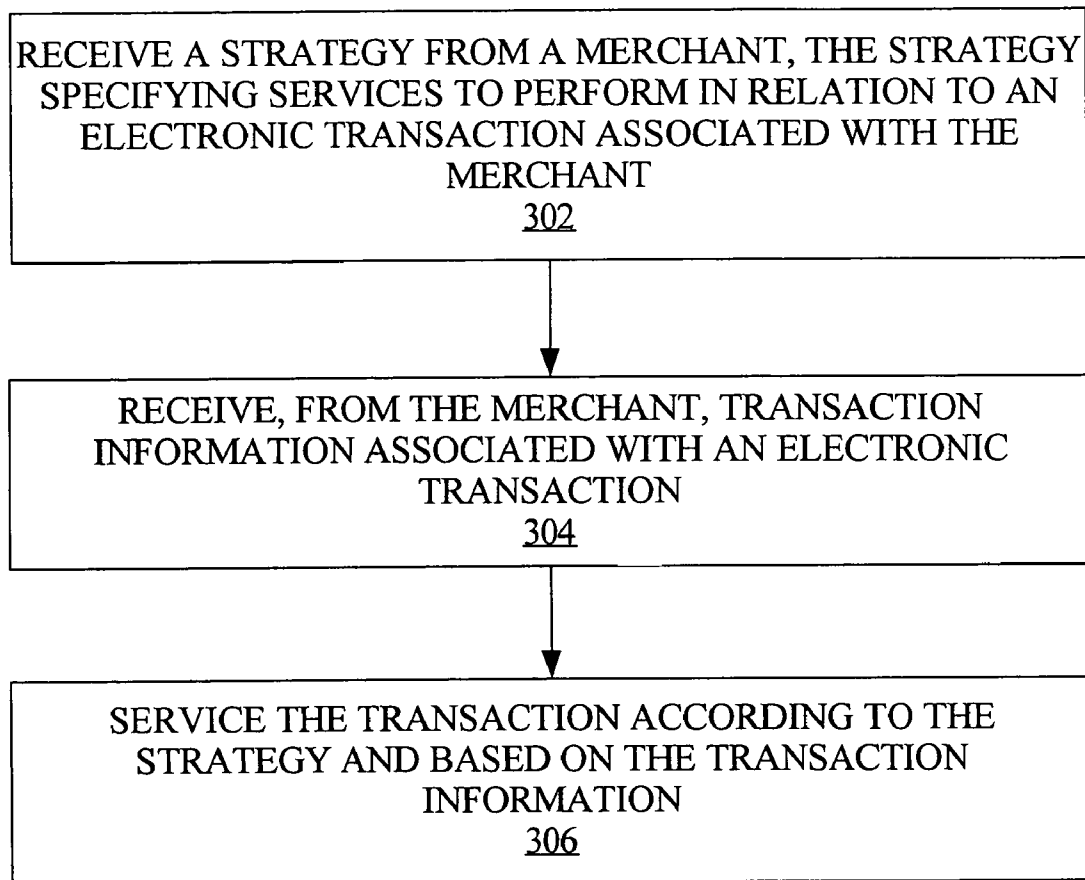 RECEIVE A STRATEGY FROM A MERCHANT, THE STRATEGY
SPECIFYING SERVICES TO PERFORM IN RELATION TO AN
ELECTRONIC TRANSACTION ASSOCIATED WITH THE
MERCHANT
302
RECEIVE, FROM THE MERCHANT, TRANSACTION
INFORMATION ASSOCIATED WITH AN ELECTRONIC
TRANSACTION
304
SERVICE THE TRANSACTION ACCORDING TO THE
STRATEGY AND BASED ON THE TRANSACTION
INFORMATION
306